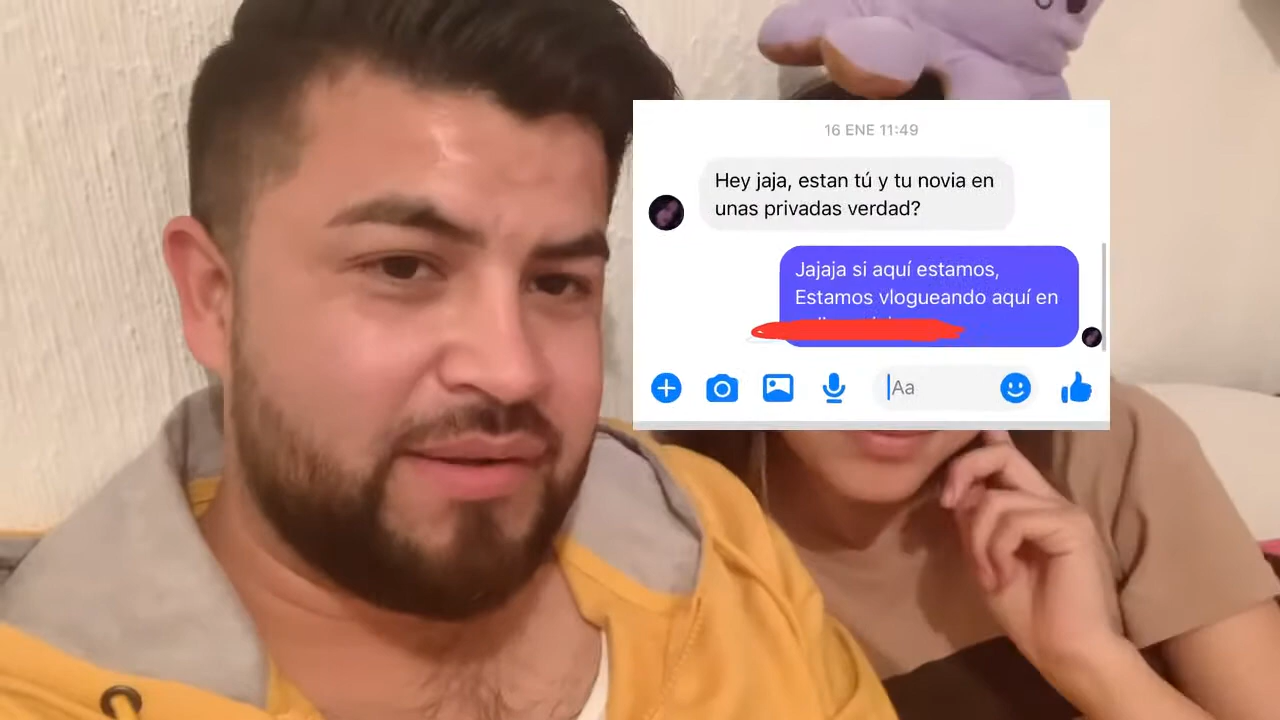 16 ENE 11:49
Hey jaja, estan tú y tu novia en
unas privadas verdad?
Jajaja si aquí estamos,
Estamos vlogueando aquí en
Aa